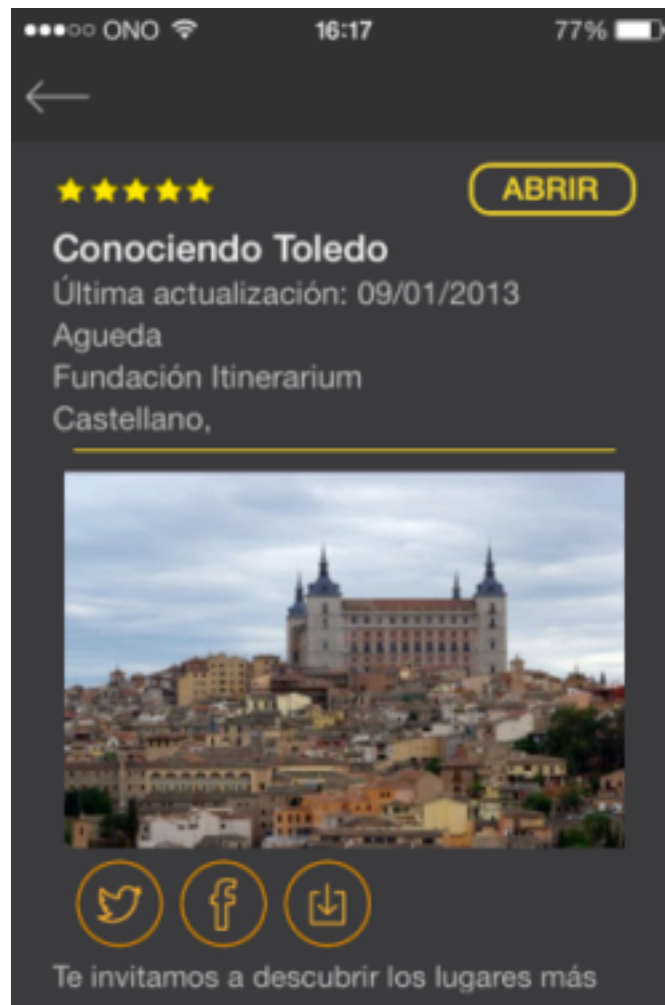 ONO 16:17 77%
ABRIR
Conociendo Toledo
Última actualización: 09/01/2013
Agueda
Fundación Itinerarium
Castellano,
Te invitamos a descubrir los lugares más